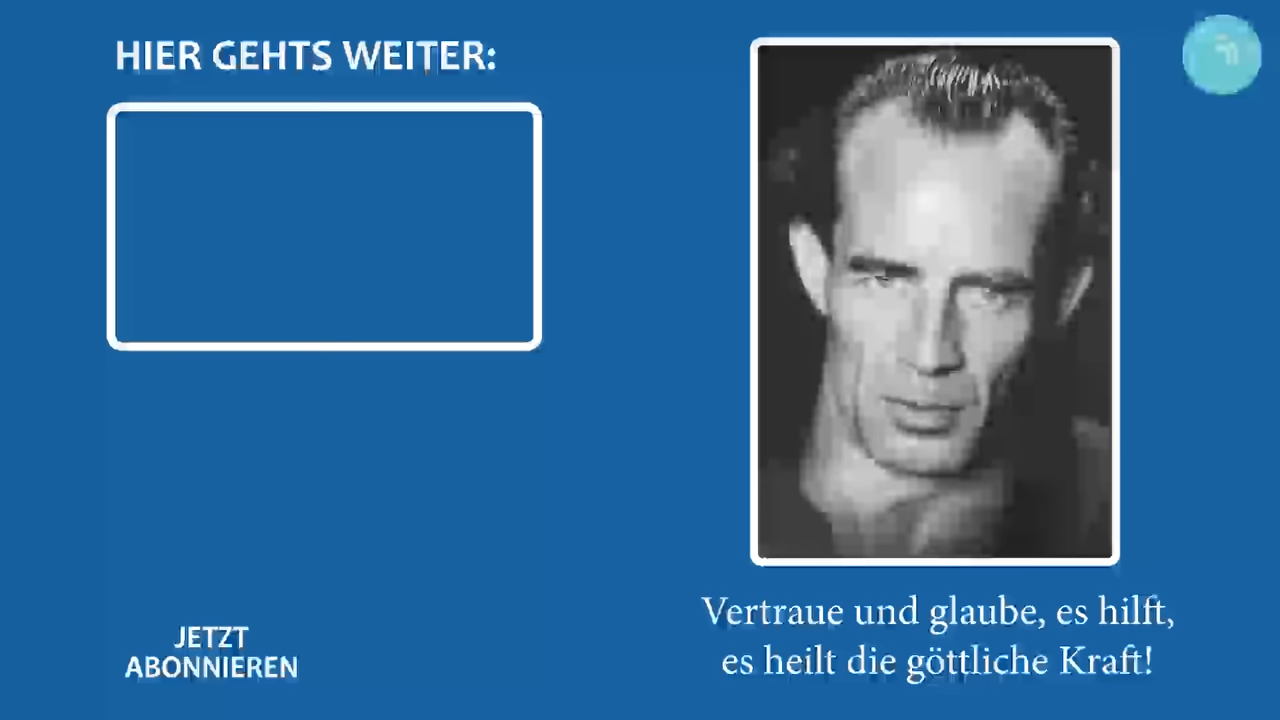 HIER GEHTS WEITER:
JETZT
ABONNIEREN
Vertraue und glaube, es hilft,
es heilt die göttliche Kraft!